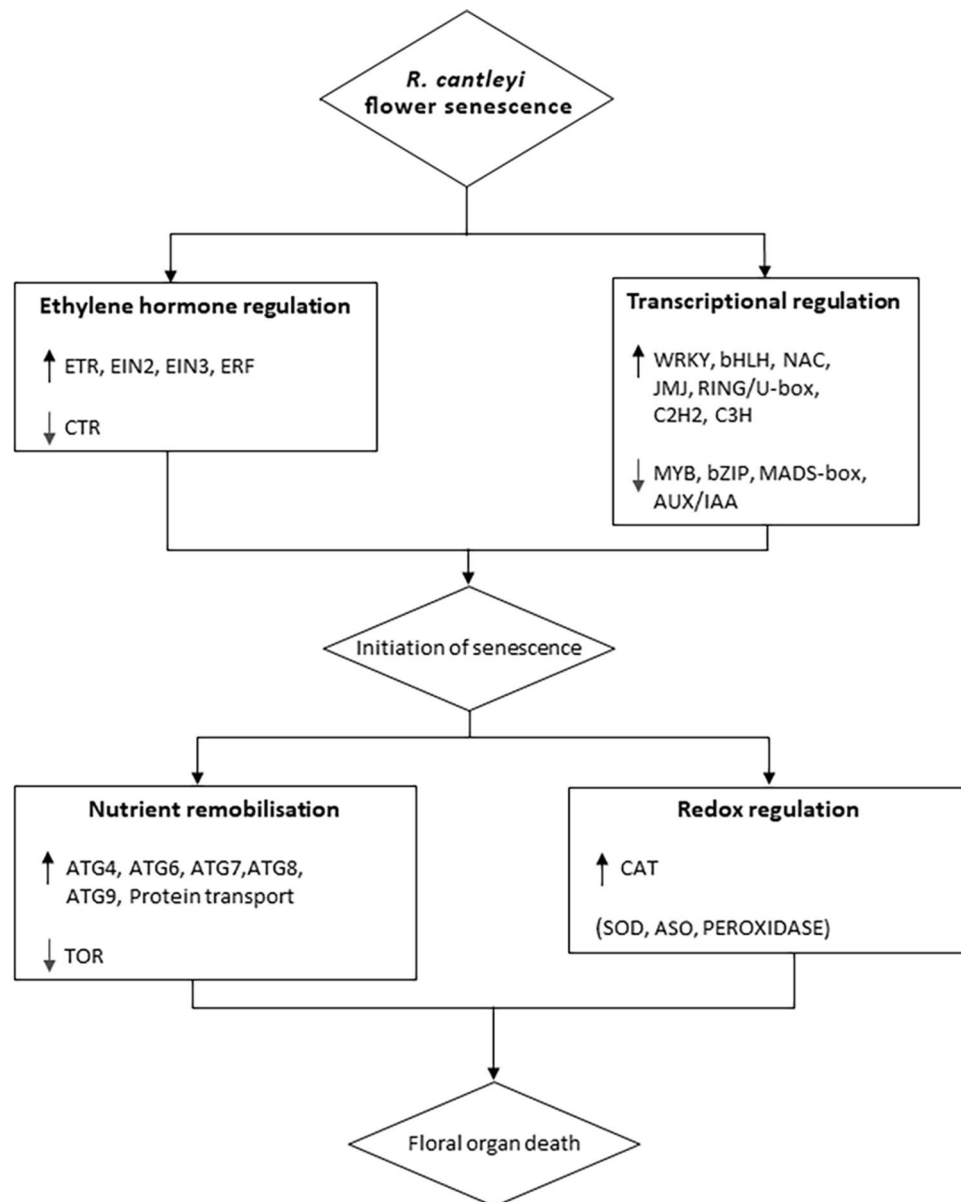 R. cantleyi
flower senescence
Ethylene hormone regulation
↑ ETR, EIN2, EIN3, ERF
↓ CTR
Transcriptional regulation
↑ WRKY, bHLH, NAC,
JMJ, RING/U-box,
C2H2, C3H
↓ MYB, bZIP, MADS-box,
AUX/IAA
Initiation of senescence
Nutrient remobilisation
↑ ATG4, ATG6, ATG7,ATG8,
ATG9, Protein transport
↓ TOR
Redox regulation
↑ CAT
(SOD, ASO, PEROXIDASE)
Floral organ death